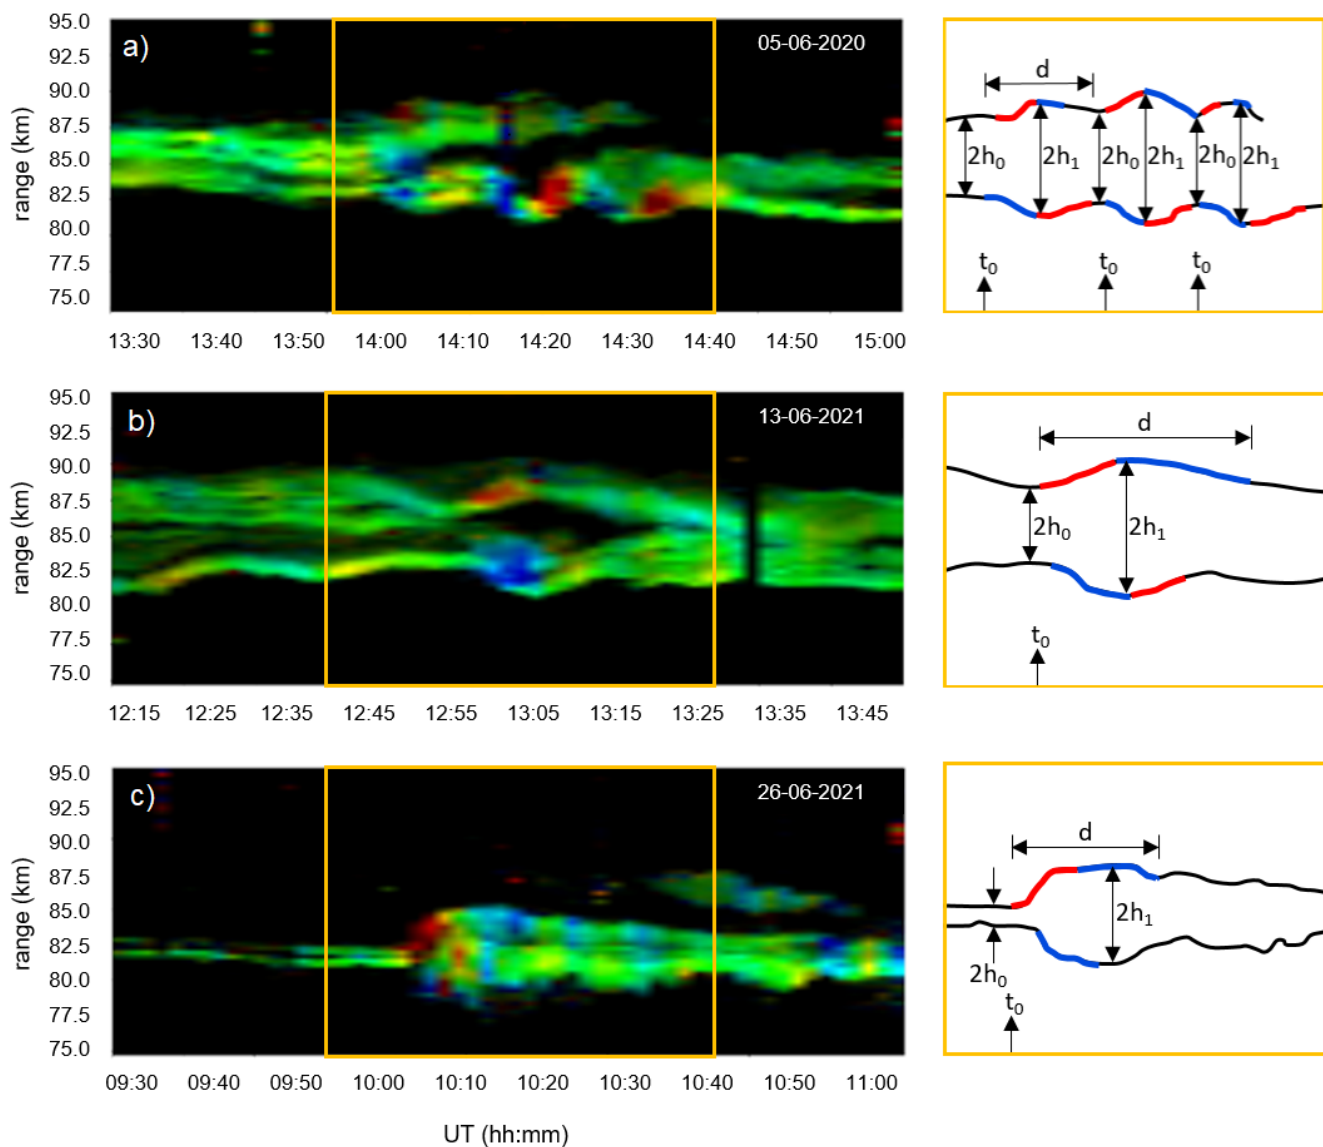 a)
05-06-2020
range (km)
95.0
92.5
90.0
87.5
85.0
82.5
80.0
77.5
75.0
13:30 13:40 13:50 14:00 14:10 14:20 14:30 14:40 14:50 15:00
d
2h0 2h1 2h0 2h1 2h0 2h1
t0 t0 t0
b)
13-06-2021
range (km)
95.0
92.5
90.0
87.5
85.0
82.5
80.0
77.5
75.0
12:15 12:25 12:35 12:45 12:55 13:05 13:15 13:25 13:35 13:45
d
2h0 2h1
t0
c)
26-06-2021
range (km)
95.0
92.5
90.0
87.5
85.0
82.5
80.0
77.5
75.0
09:30 09:40 09:50 10:00 10:10 10:20 10:30 10:40 10:50 11:00
UT (hh:mm)
d
2h1
2h0
t0